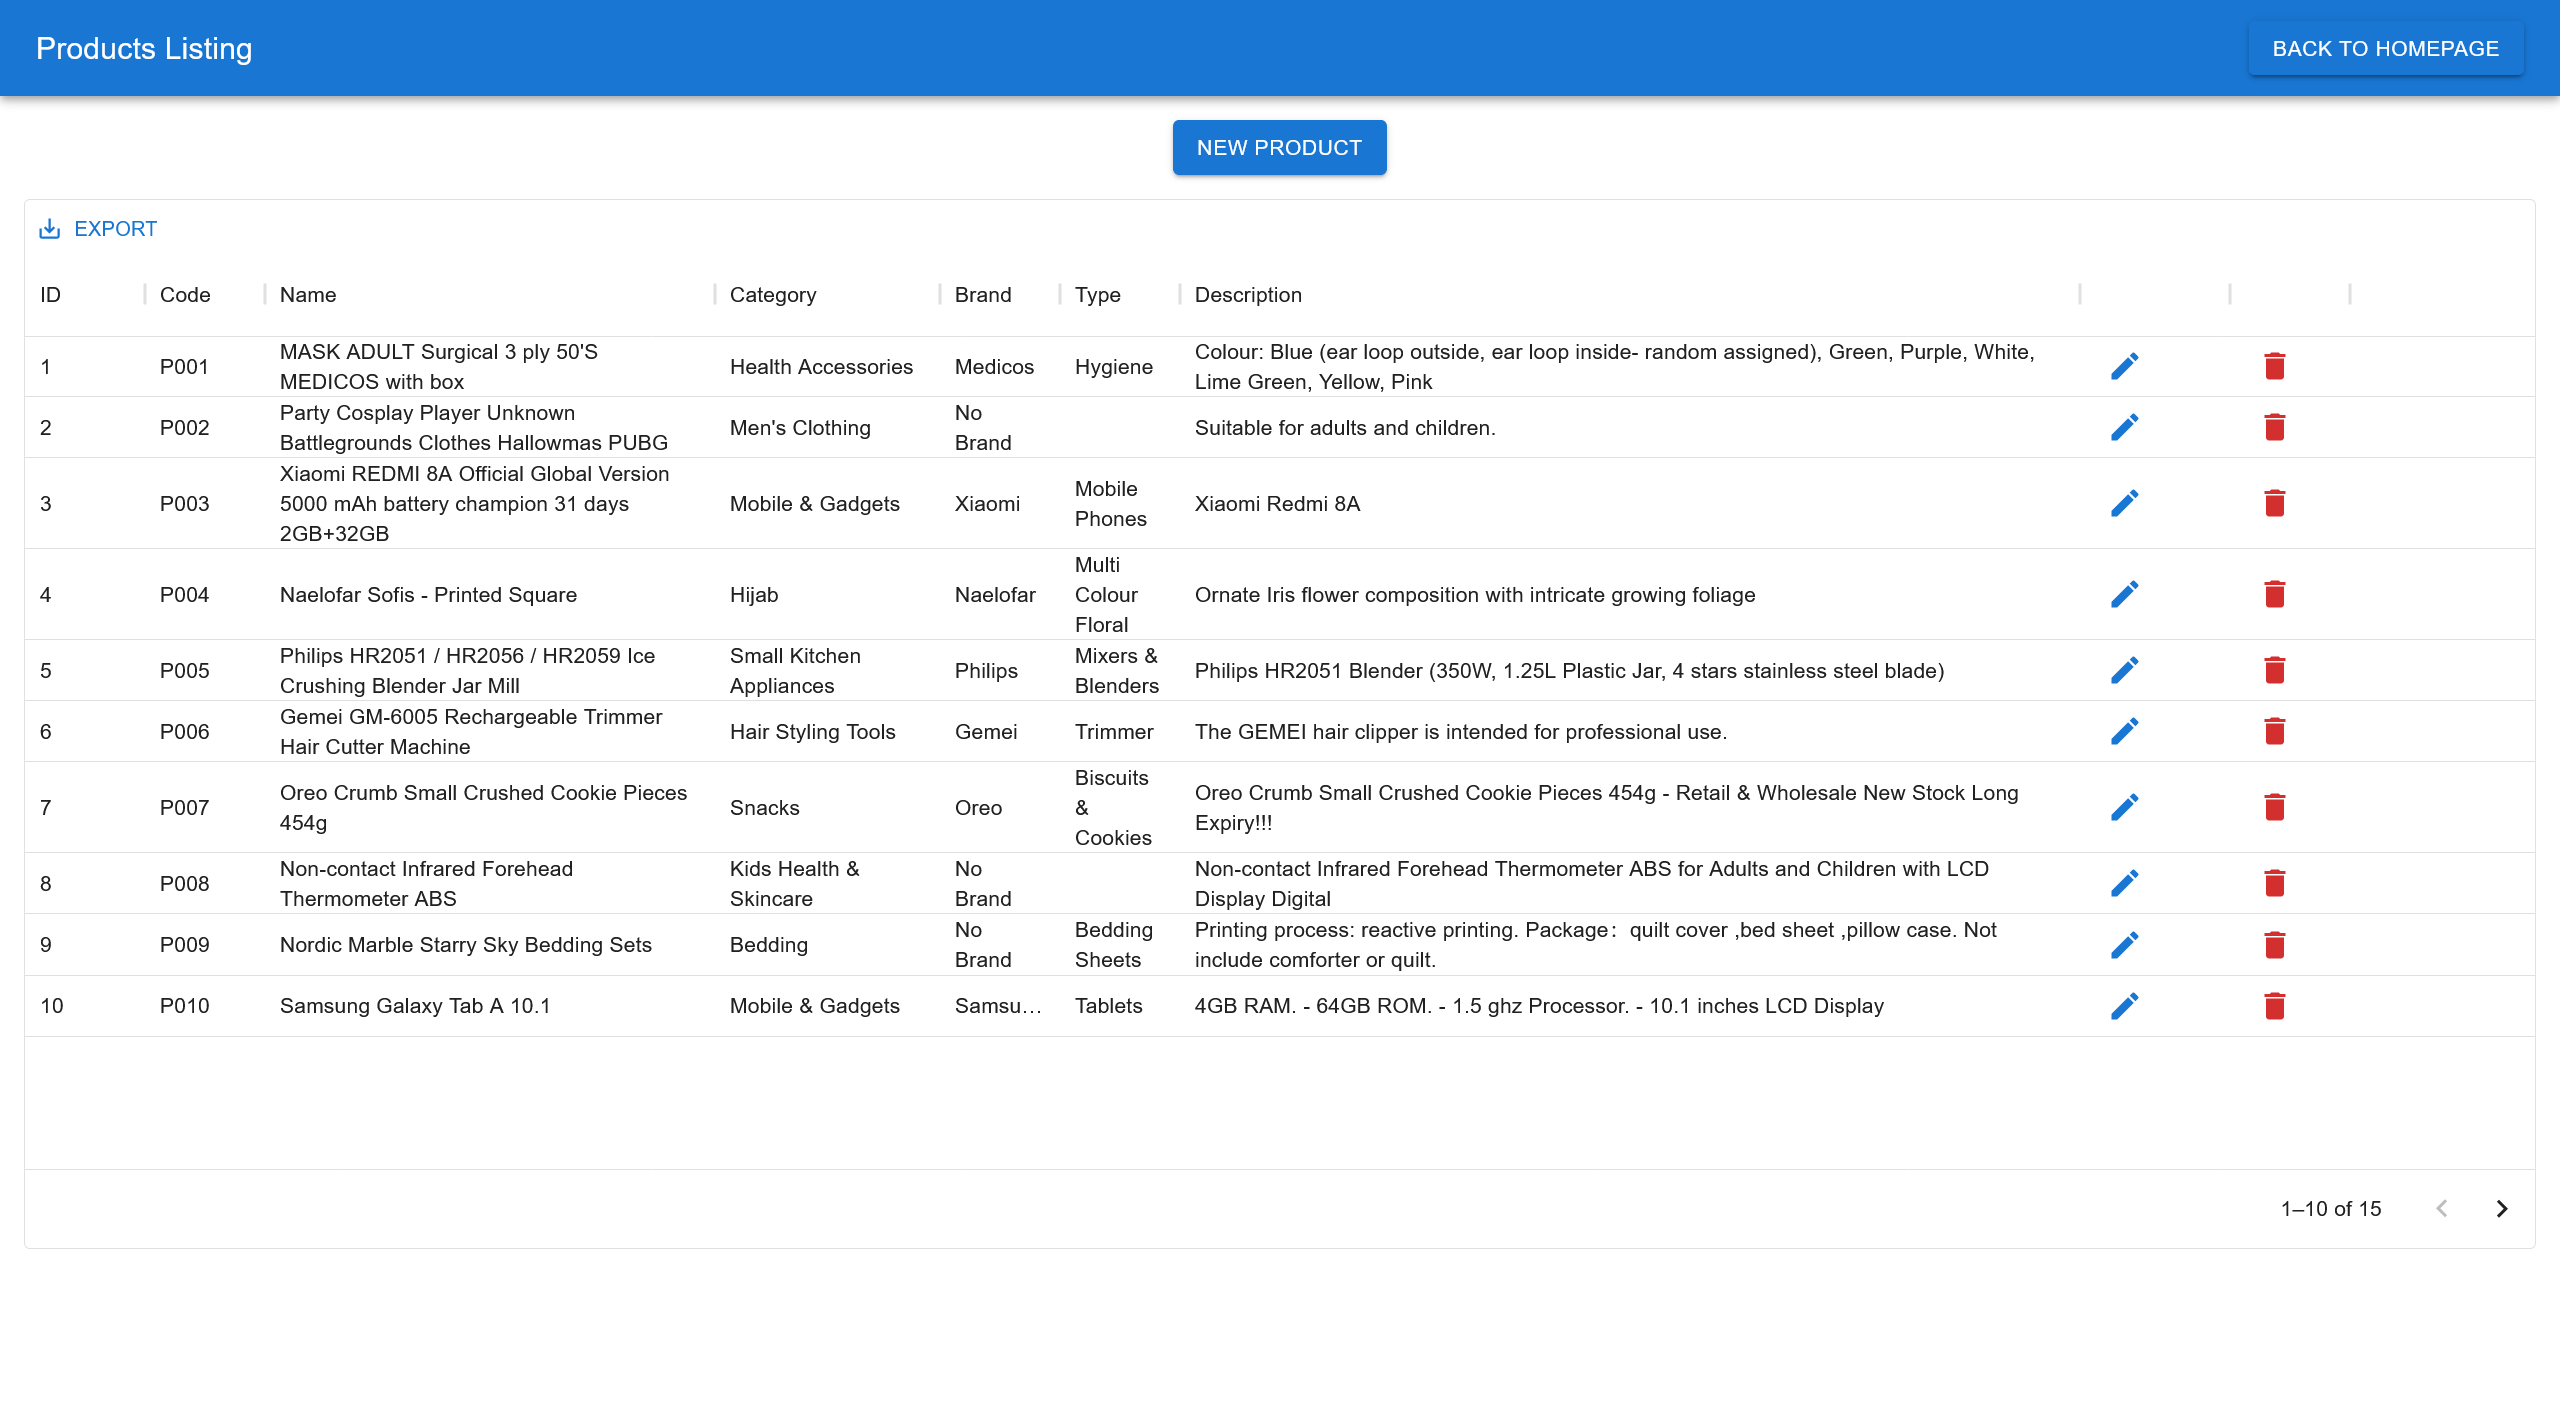 Products Listing
BACK TO HOMEPAGE
NEW PRODUCT
EXPORT
ID Code Name Category Brand Type Description
1 P001 MASK ADULT Surgical 3 ply 50'S
MEDICOS with box Health Accessories Medicos Hygiene Colour: Blue (ear loop outside, ear loop inside- random assigned), Green, Purple, White,
Lime Green, Yellow, Pink
2 P002 Party Cosplay Player Unknown
Battlegrounds Clothes Hallowmas PUBG Men's Clothing No
Brand Suitable for adults and children.
3 P003 Xiaomi REDMI 8A Official Global Version
5000 mAh battery champion 31 days
2GB+32GB Mobile & Gadgets Xiaomi Mobile
Phones Xiaomi Redmi 8A
4 P004 Naelofar Sofis - Printed Square Hijab Naelofar Multi
Colour
Floral Ornate Iris flower composition with intricate growing foliage
5 P005 Philips HR2051 / HR2056 / HR2059 Ice
Crushing Blender Jar Mill Small Kitchen
Appliances Philips Mixers &
Blenders Philips HR2051 Blender (350W, 1.25L Plastic Jar, 4 stars stainless steel blade)
6 P006 Gemei GM-6005 Rechargeable Trimmer
Hair Cutter Machine Hair Styling Tools Gemei Trimmer The GEMEI hair clipper is intended for professional use.
7 P007 Oreo Crumb Small Crushed Cookie Pieces
454g Snacks Oreo Biscuits
&
Cookies Oreo Crumb Small Crushed Cookie Pieces 454g - Retail & Wholesale New Stock Long
Expiry!!!
8 P008 Non-contact Infrared Forehead
Thermometer ABS Kids Health &
Skincare No
Brand Non-contact Infrared Forehead Thermometer ABS for Adults and Children with LCD
Display Digital
9 P009 Nordic Marble Starry Sky Bedding Sets Bedding No
Brand Bedding
Sheets Printing process: reactive printing. Package：quilt cover ,bed sheet ,pillow case. Not
include comforter or quilt.
10 P010 Samsung Galaxy Tab A 10.1 Mobile & Gadgets Samsu… Tablets 4GB RAM. - 64GB ROM. - 1.5 ghz Processor. - 10.1 inches LCD Display
1–10 of 15